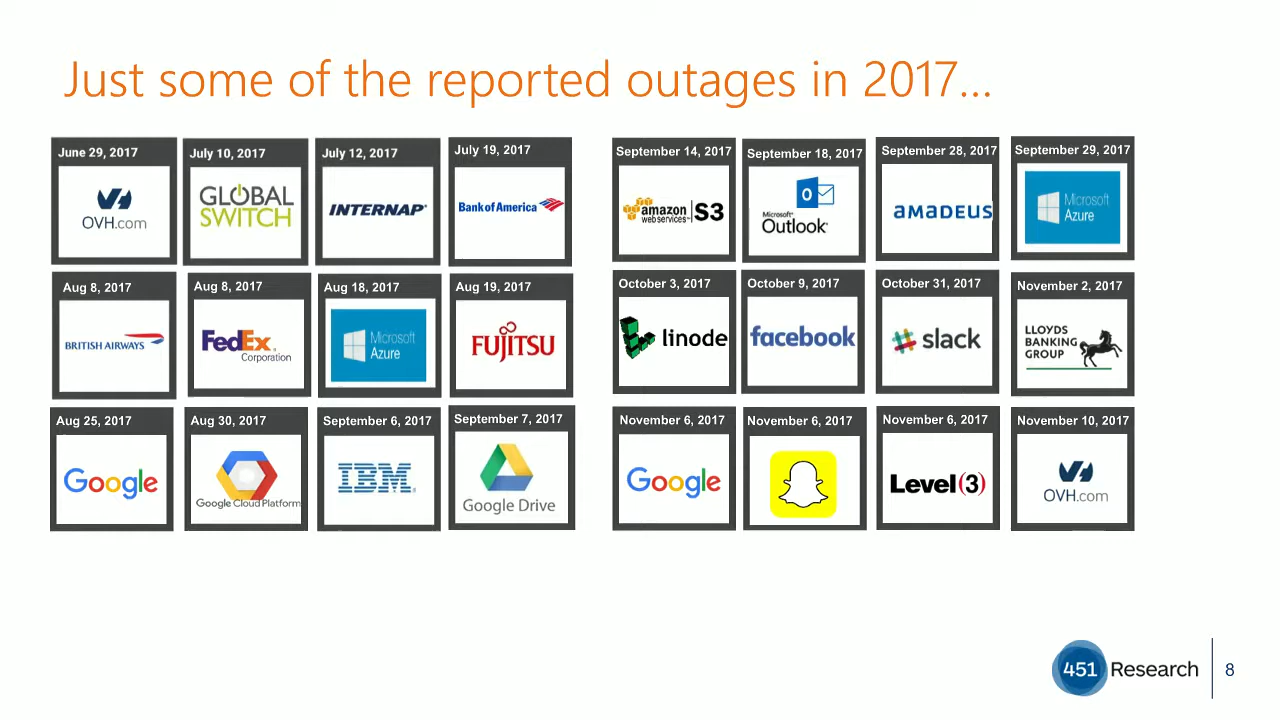 Just some of the reported outages in 2017...
June 29, 2017
OVH.com
July 10, 2017
GLOBAL
SWITCH
July 12, 2017
INTERNAP
July 19, 2017
Bank of America
September 14, 2017
amazon
web services™
S3
September 18, 2017
Microsoft®
Outlook
September 28, 2017
aMaDEUS
September 29, 2017
Microsoft
Azure
Aug 8, 2017
BRITISH AIRWAYS
Aug 8, 2017
FedEx
Corporation
Aug 18, 2017
Microsoft
Azure
Aug 19, 2017
FUJITSU
October 3, 2017
linode
October 9, 2017
facebook
October 31, 2017
slack
November 2, 2017
LLOYDS
BANKING
GROUP
Aug 25, 2017
Google
Aug 30, 2017
Google Cloud Platform
September 6, 2017
IBM
September 7, 2017
Google Drive
November 6, 2017
Google
November 6, 2017
November 6, 2017
Level(3)
November 10, 2017
OVH.com
451 Research
8